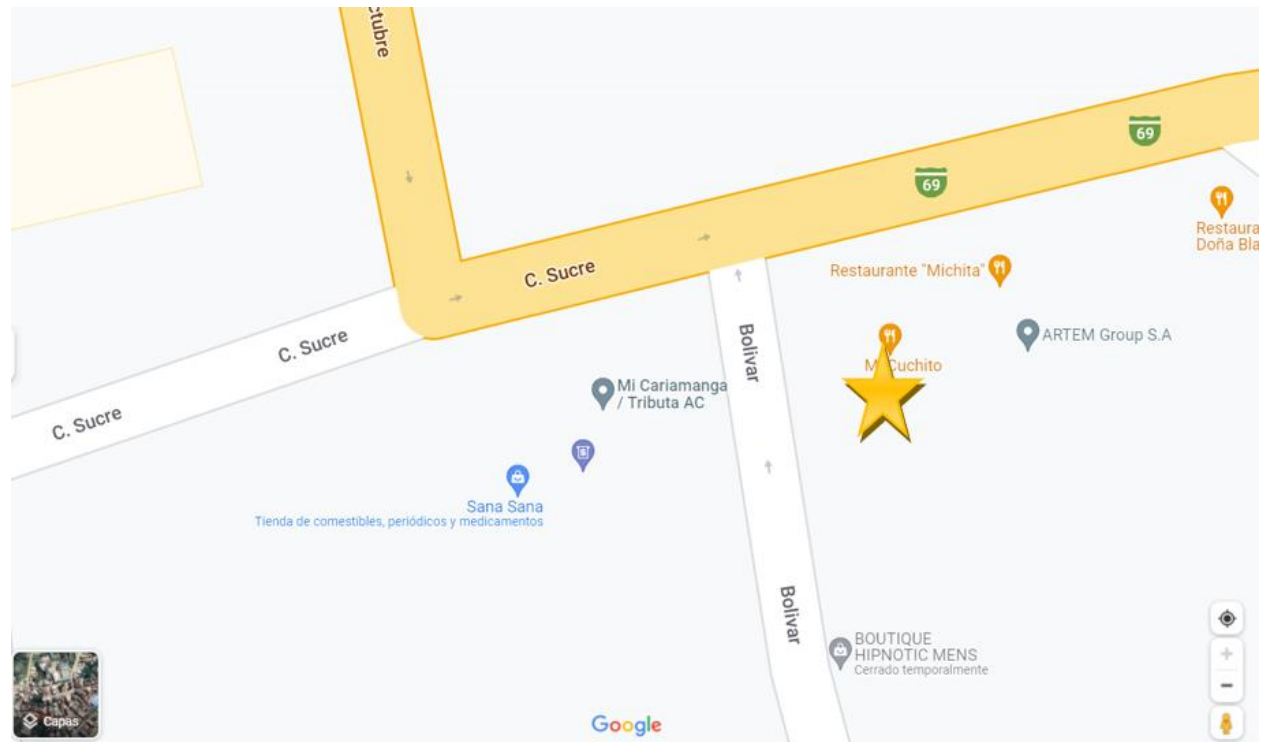 ctubre
69
69
Restaura
Doña Bla
C. Sucre
Restaurante "Michita"
C. Sucre
Bolivar
ARTEM Group S.A
Cuchito
Mi Cariamanga
/ Tributa AC
C. Sucre
Sana Sana
Tienda de comestibles, periódicos y medicamentos
Bolivar
BOUTIQUE
HIPNOTIC MENS
Cerrado temporalmente
Capas
Google